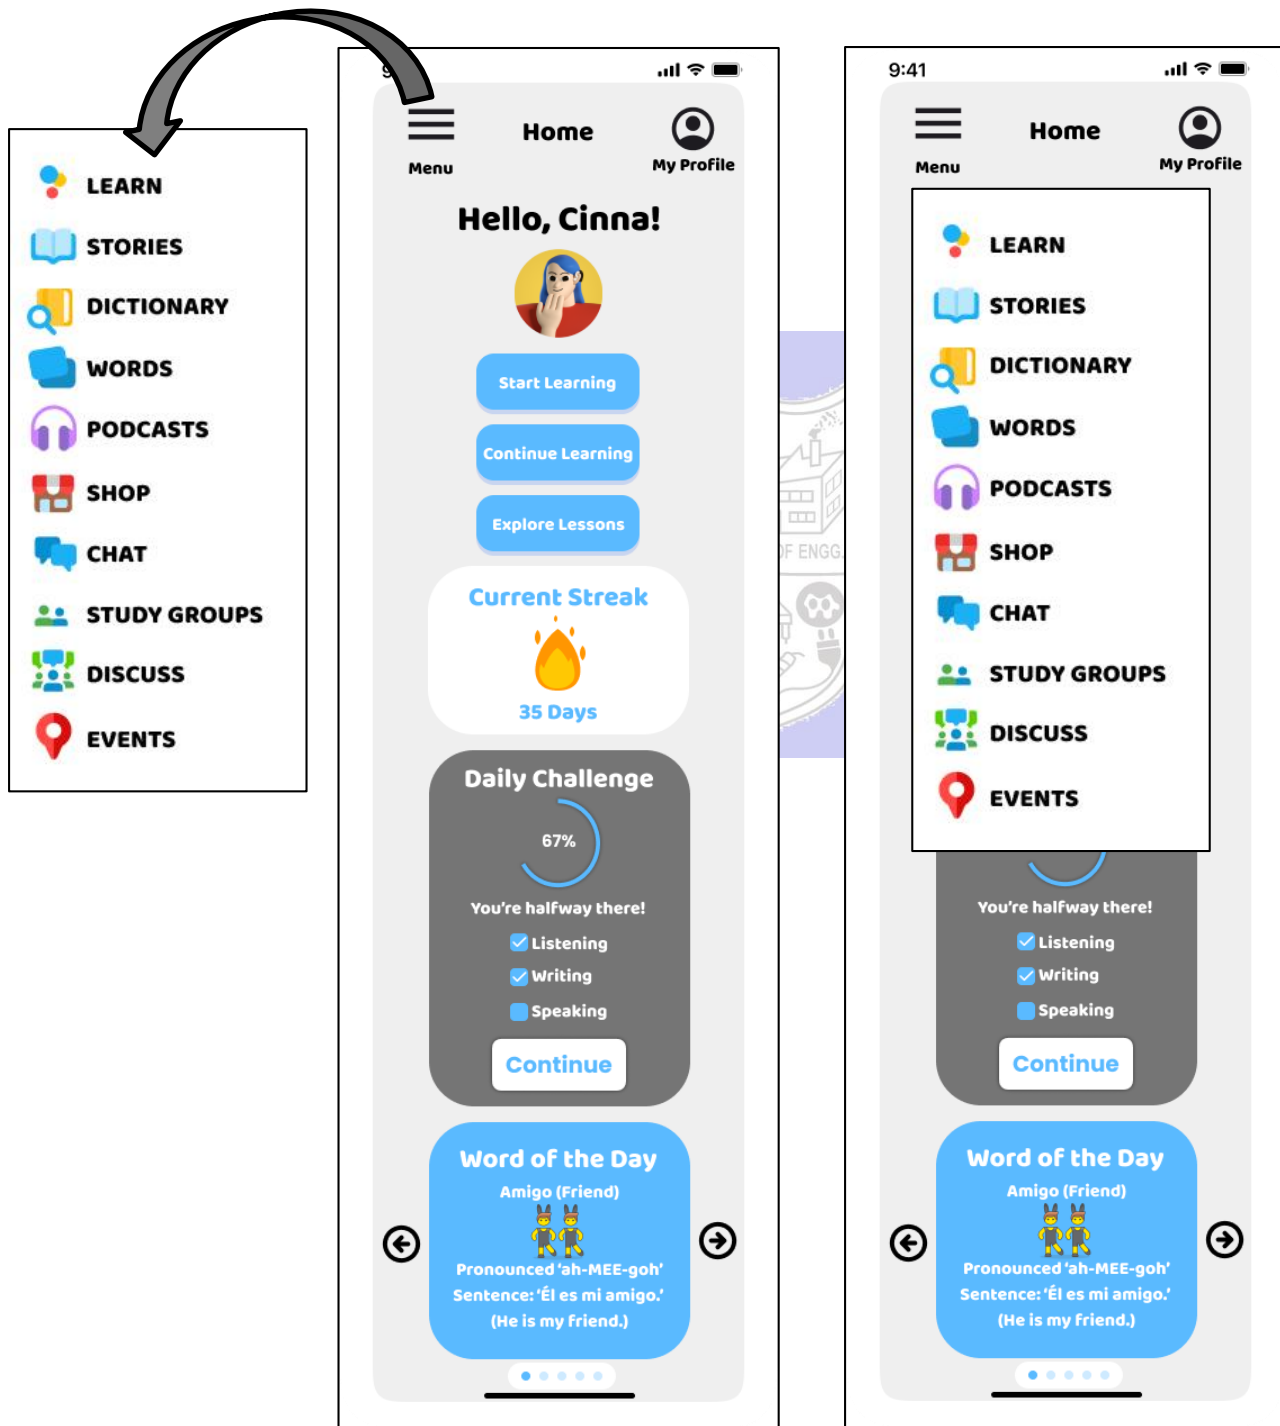 LEARN
STORIES
DICTIONARY
WORDS
PODCASTS
SHOP
CHAT
STUDY GROUPS
DISCUSS
EVENTS
Home
Menu
My Profile
Hello, Cinna!
Start Learning
Continue Learning
Explore Lessons
Current Streak
35 Days
Daily Challenge
67%
You're halfway there!
Listening
Writing
Speaking
Continue
Word of the Day
Amigo (Friend)
Pronounced 'ah-MEE-goh'
Sentence: 'Él es mi amigo.'
(He is my friend.)
OF ENGG.
9:41
Home
Menu
My Profile
LEARN
STORIES
DICTIONARY
WORDS
PODCASTS
SHOP
CHAT
STUDY GROUPS
DISCUSS
EVENTS
You're halfway there!
Listening
Writing
Speaking
Continue
Word of the Day
Amigo (Friend)
Pronounced 'ah-MEE-goh'
Sentence: 'Él es mi amigo.'
(He is my friend.)